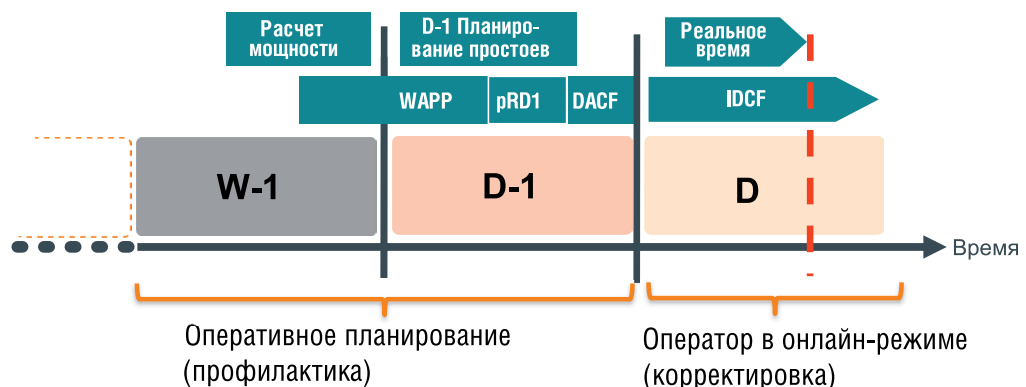 Расчет
мощности
D-1 Планиро-
вание простоев
Реальное
время
WAPP
pRD1
DACF
IDCF
W-1
D-1
D
Время
Оперативное планирование
(профилактика)
Оператор в онлайн-режиме
(корректировка)